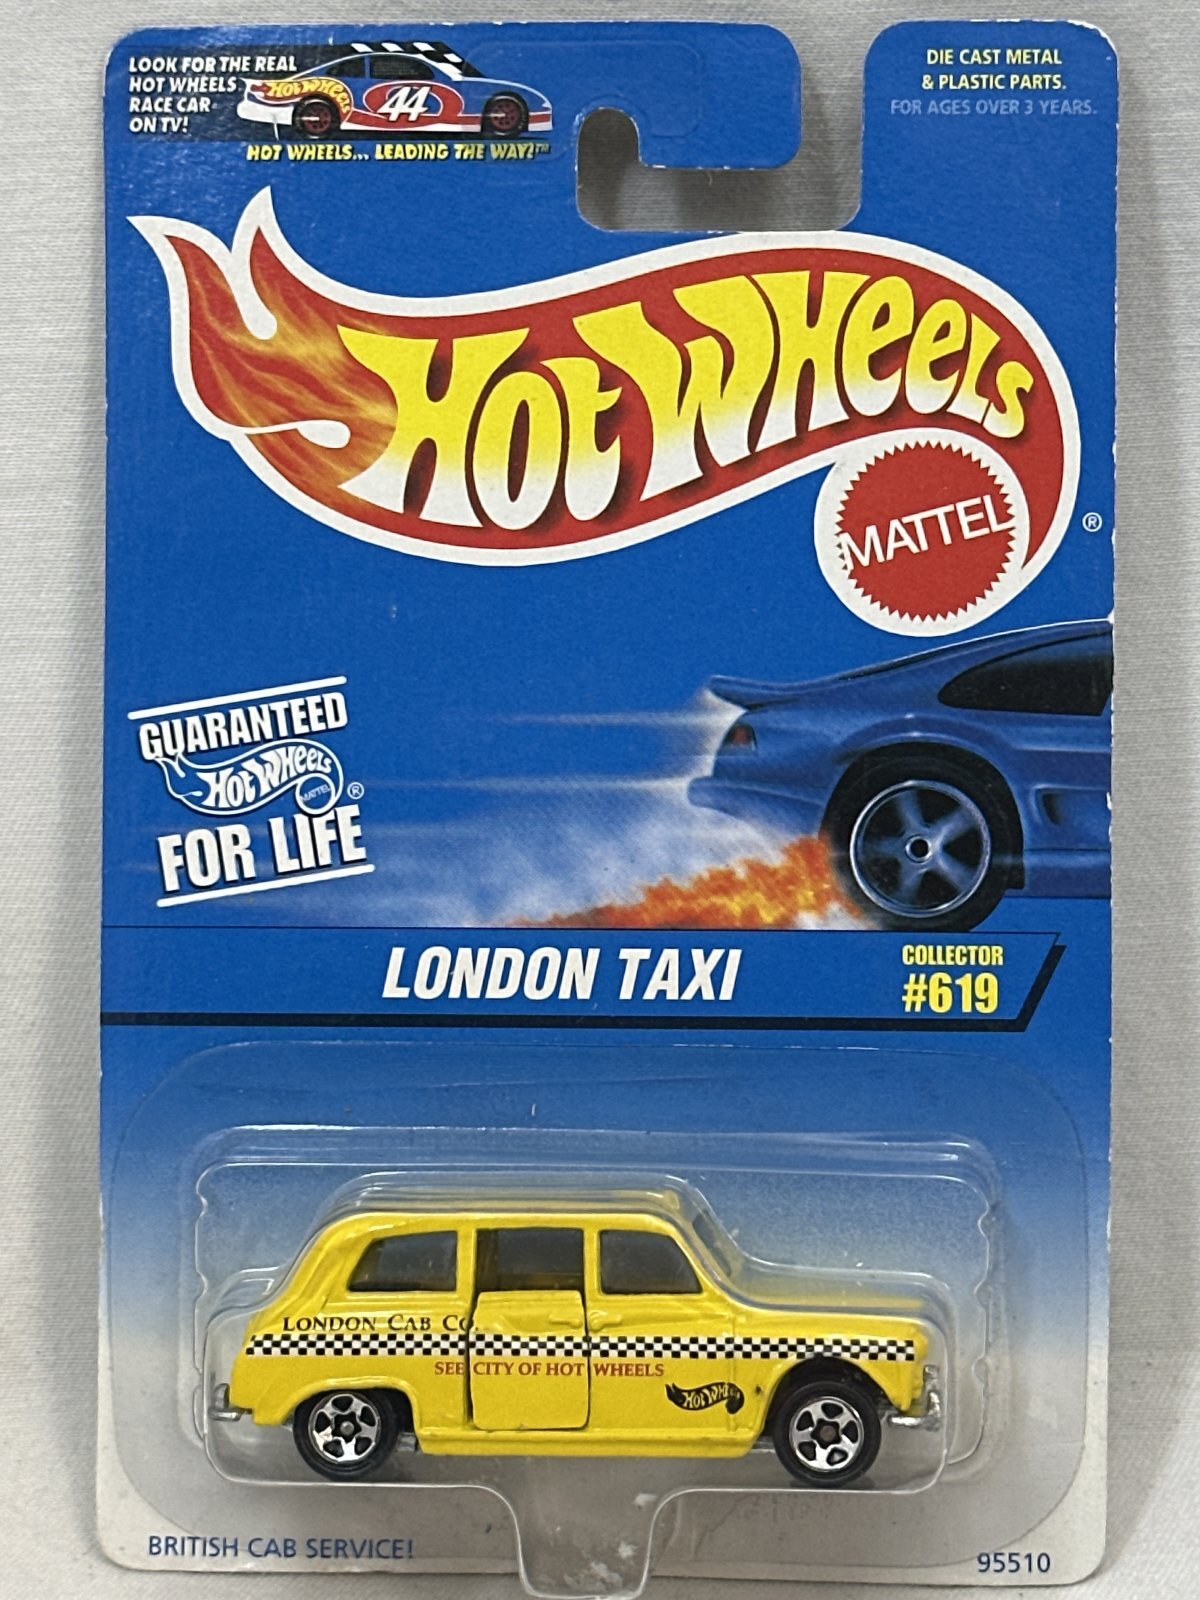 LOOK FOR THE REAL
HOT WHEELS
RACE CAR
ON TV!
HOT WHEELS
44
HOT WHEELS... LEADING THE WAY!™
DIE CAST METAL
& PLASTIC PARTS.
FOR AGES OVER 3 YEARS.
HOT WHEELS
MATTEL
®
GUARANTEED
HOT WHEELS
MATTEL ®
FOR LIFE
LONDON TAXI
COLLECTOR
#619
LONDON CAB CO.
SEE CITY OF HOT WHEELS
HOT WHEELS
BRITISH CAB SERVICE!
95510